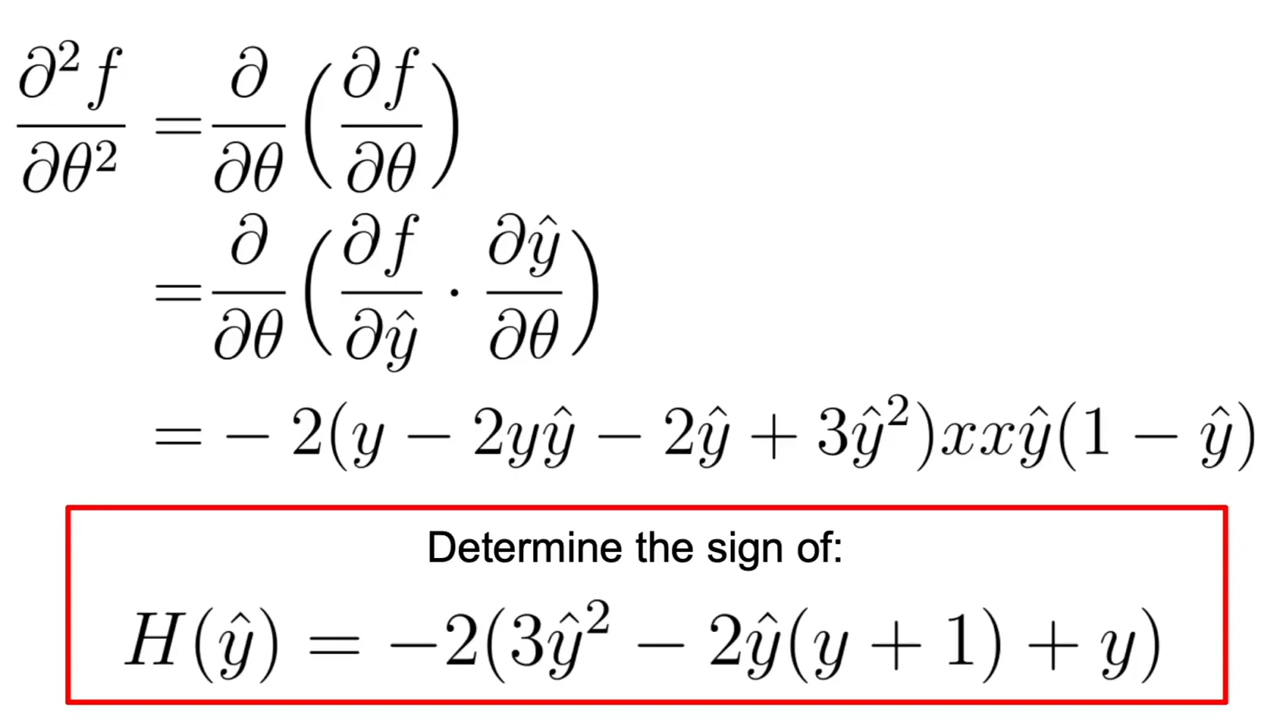 ∂²f/∂θ² = ∂/∂θ (∂f/∂θ)
= ∂/∂θ (∂f/∂ŷ · ∂ŷ/∂θ)
= − 2(y − 2yŷ − 2ŷ + 3ŷ²)xxŷ(1 − ŷ)
Determine the sign of:
H(ŷ) = −2(3ŷ² − 2ŷ(y + 1) + y)